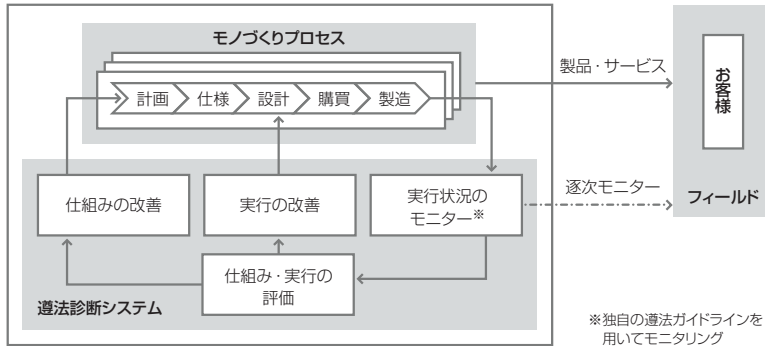 モノづくりプロセス
計画
仕様
設計
購買
製造
製品・サービス
お客様
仕組みの改善
実行の改善
実行状況の
モニター※
逐次モニター
フィールド
仕組み・実行の
評価
遵法診断システム
※独自の遵法ガイドラインを
用いてモニタリング